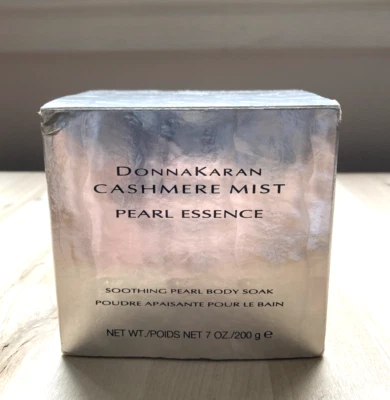 DONNAKARAN
CASHMERE MIST
PEARL ESSENCE
SOOTHING PEARL BODY SOAK
POUDRE APAISANTE POUR LE BAIN
NET WT./POIDS NET 7 OZ./200 g ℮